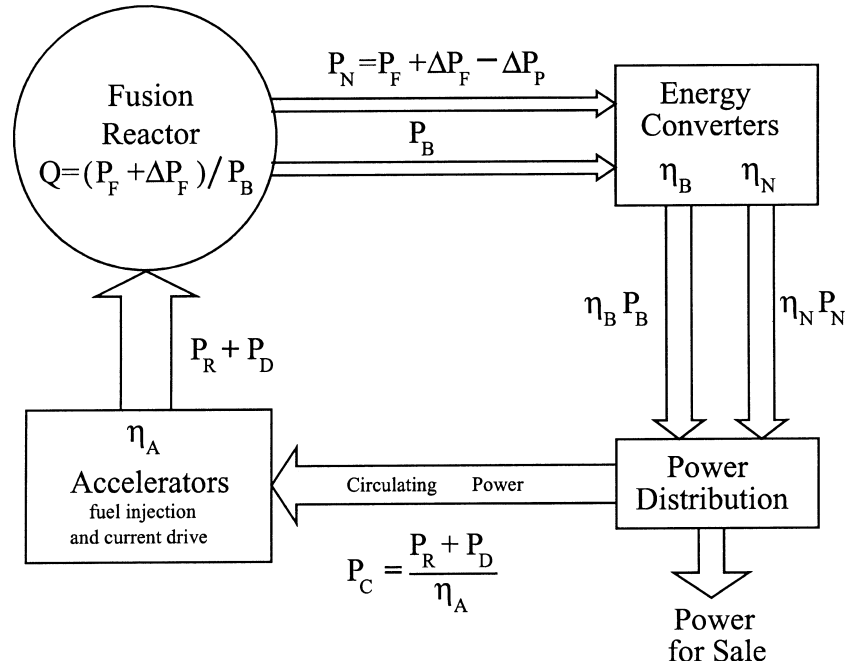 Fusion
Reactor
Q=(P_F +ΔP_F)/P_B
P_N=P_F+ΔP_F−ΔP_P
P_B
Energy
Converters
η_B η_N
η_B P_B
η_N P_N
P_R + P_D
η_A
Accelerators
fuel injection
and current drive
Circulating Power
P_C = (P_R + P_D)/η_A
Power
Distribution
Power
for Sale